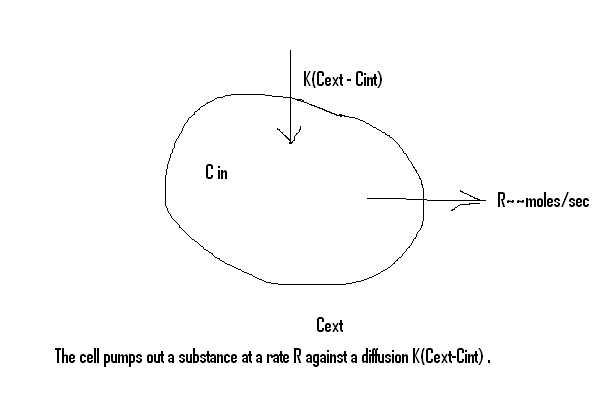 K(Cext - Cint)
C in
R~~moles/sec
Cext
The cell pumps out a substance at a rate R against a diffusion K(Cext-Cint) .